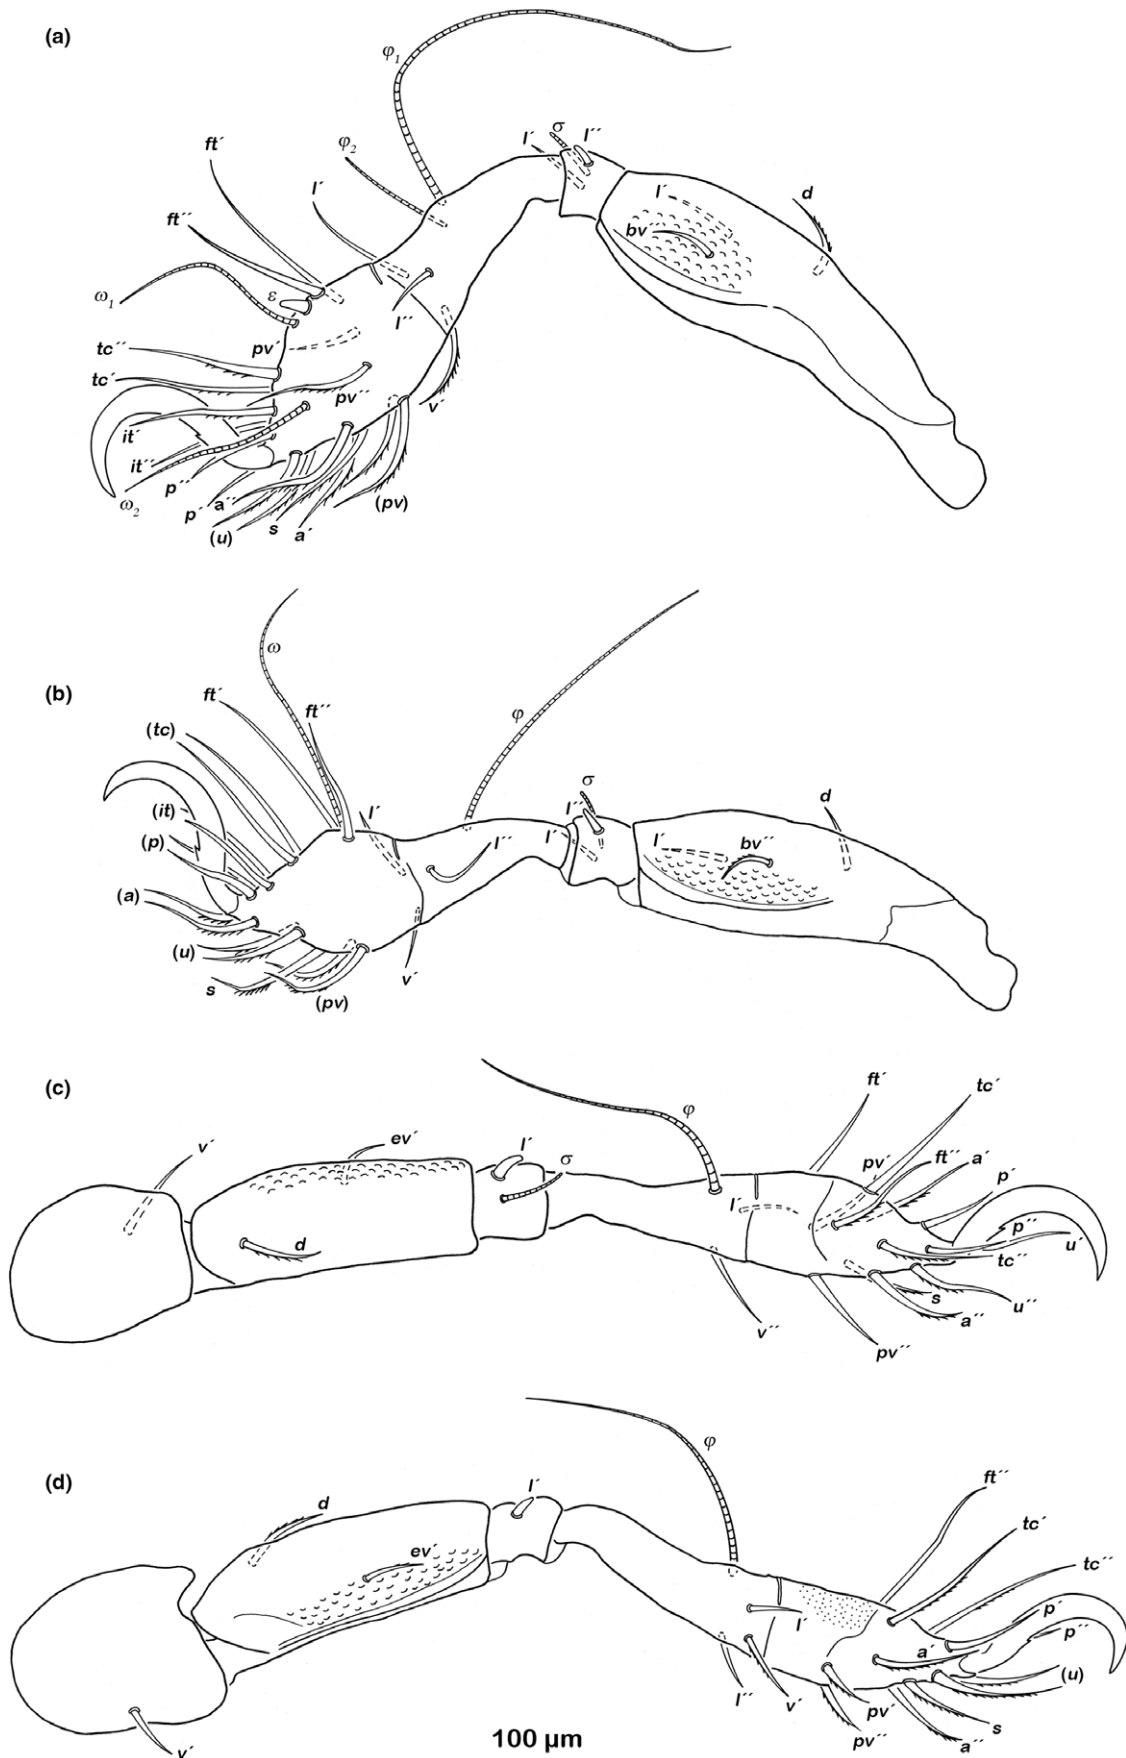 (a)
φ1
σ
l´
l´´
φ2
ft´
l´
d
l´
ft´´
bv´´
ε
ω1
l´´
pv´
tc´´
tc´
pv´´
v´
it´
it´´
p´´
ω2
p´
a´´
(pv)
(u)
s
a´
ω
(b)
ft´
ft´´
φ
(tc)
σ
d
l´
l´´
(it)
l´
l´
bv´´
(p)
l´´
(a)
(u)
s
(pv)
v´
(c)
ft´
tc´
φ
v´
ev´
l´
σ
pv´
ft´´
a´
p´
l´
p´´
d
u´
tc´´
s
u´´
v´´
a´´
pv´´
φ
(d)
ft´´
d
l´
tc´
ev´
tc´´
p´
l´
p´´
a´
(u)
l´´
v´
pv´
s
pv´´
a´´
v´
100 µm